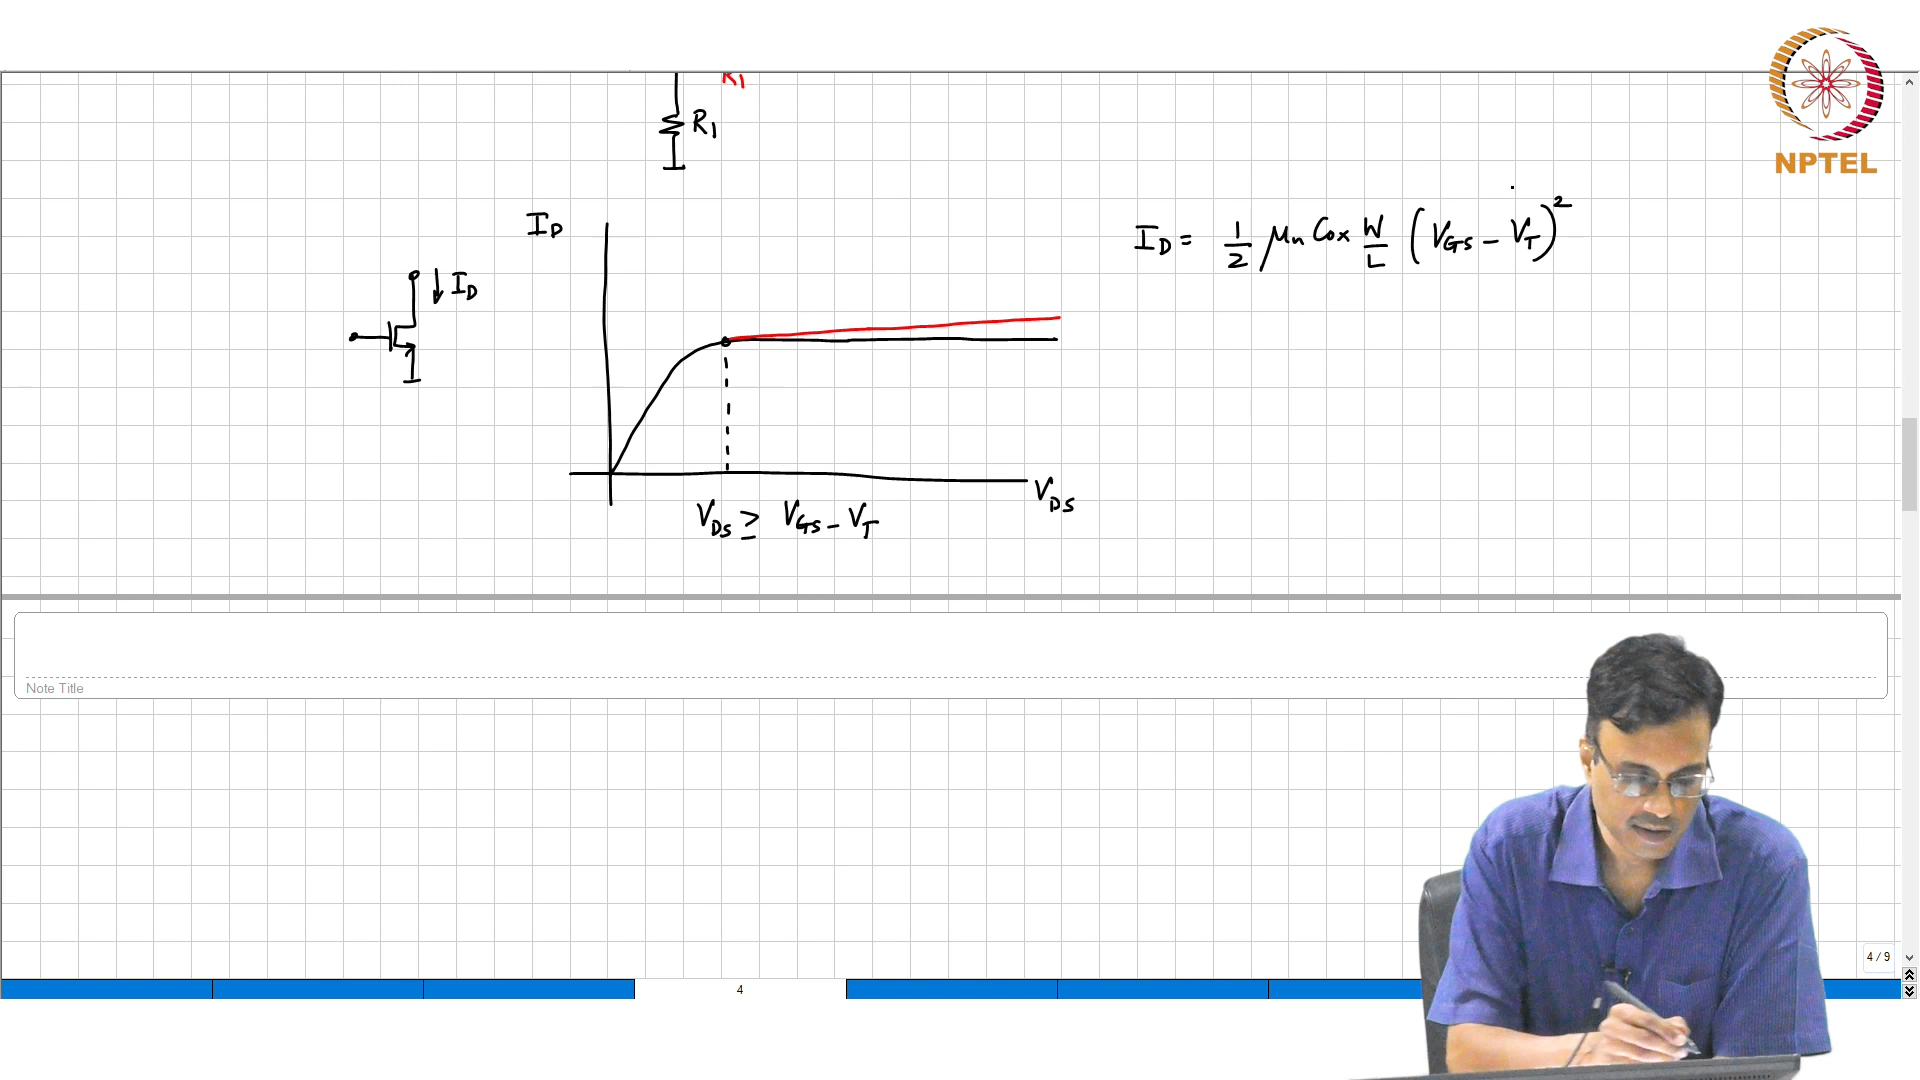 R1
R1
NPTEL
ID
ID = 1/2 μn Cox W/L (VGS - VT)²
ID
VDS
VDS ≥ VGS - VT
Note Title
4 / 9
4